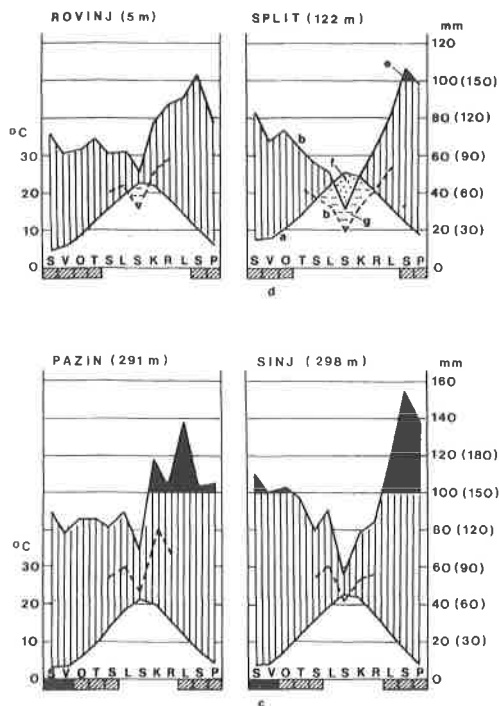 ROVINJ (5 m) SPLIT (122 m) mm
120
e 100 (150)
80 (120)
°C b
30 f 60 (90)
20 40 (60)
b g
10 a 20 (30)
0 S V O T S L S K R L S P S V O T S L S K R L S P 0
d
PAZIN (291 m) SINJ (298 m) mm
160
140
120 (180)
100 (150)
80 (120)
°C
30 60 (90)
20 40 (60)
10 20 (30)
0 S V O T S L S K R L S P S V O T S L S K R L S P 0
c